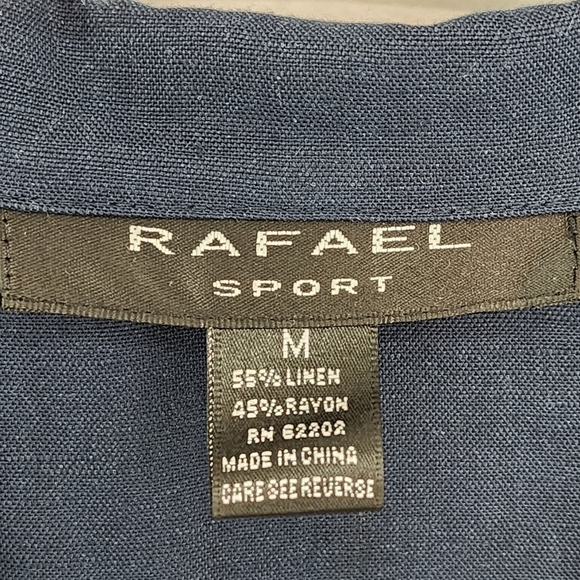 RAFAEL
SPORT
M
55% LINEN
45% RAYON
RN 62202
MADE IN CHINA
CARE SEE REVERSE